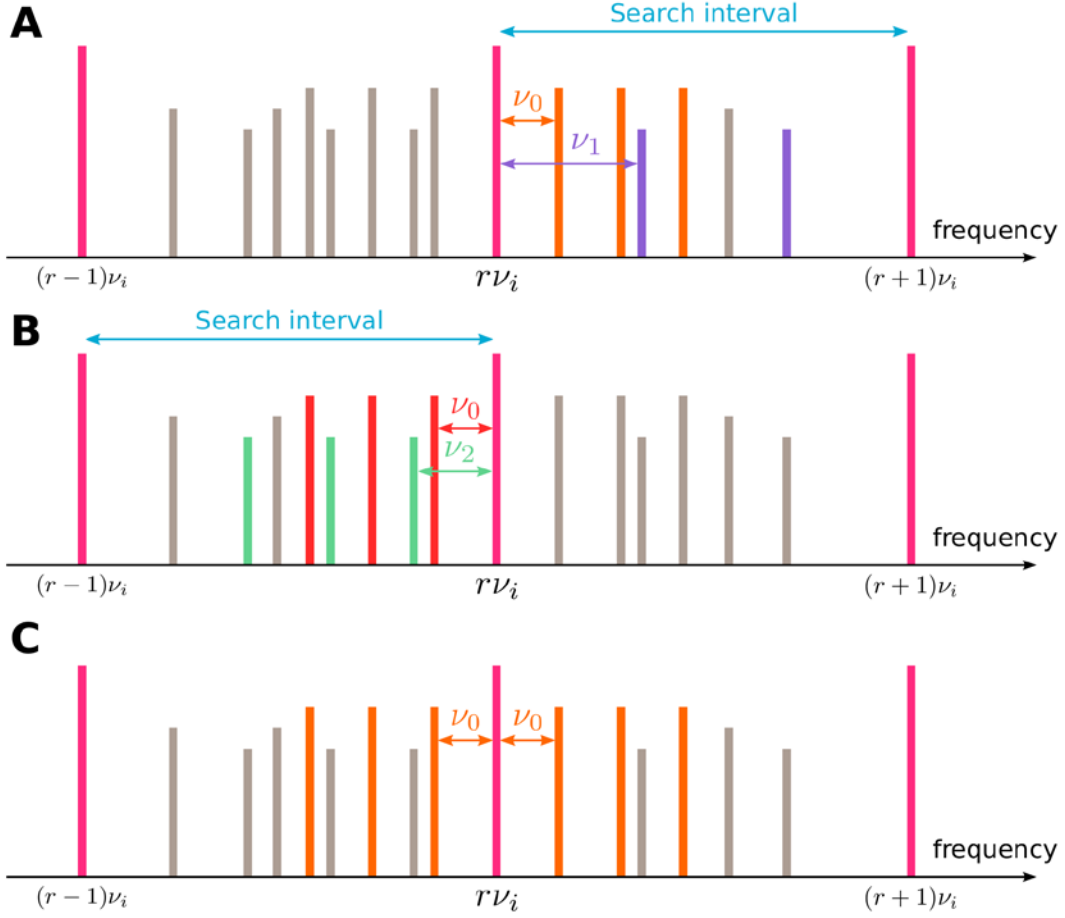 A
Search interval
ν₀
ν₁
frequency
(r − 1)νᵢ
rνᵢ
(r + 1)νᵢ
B
Search interval
ν₀
ν₂
frequency
(r − 1)νᵢ
rνᵢ
(r + 1)νᵢ
C
ν₀ ν₀
frequency
(r − 1)νᵢ
rνᵢ
(r + 1)νᵢ